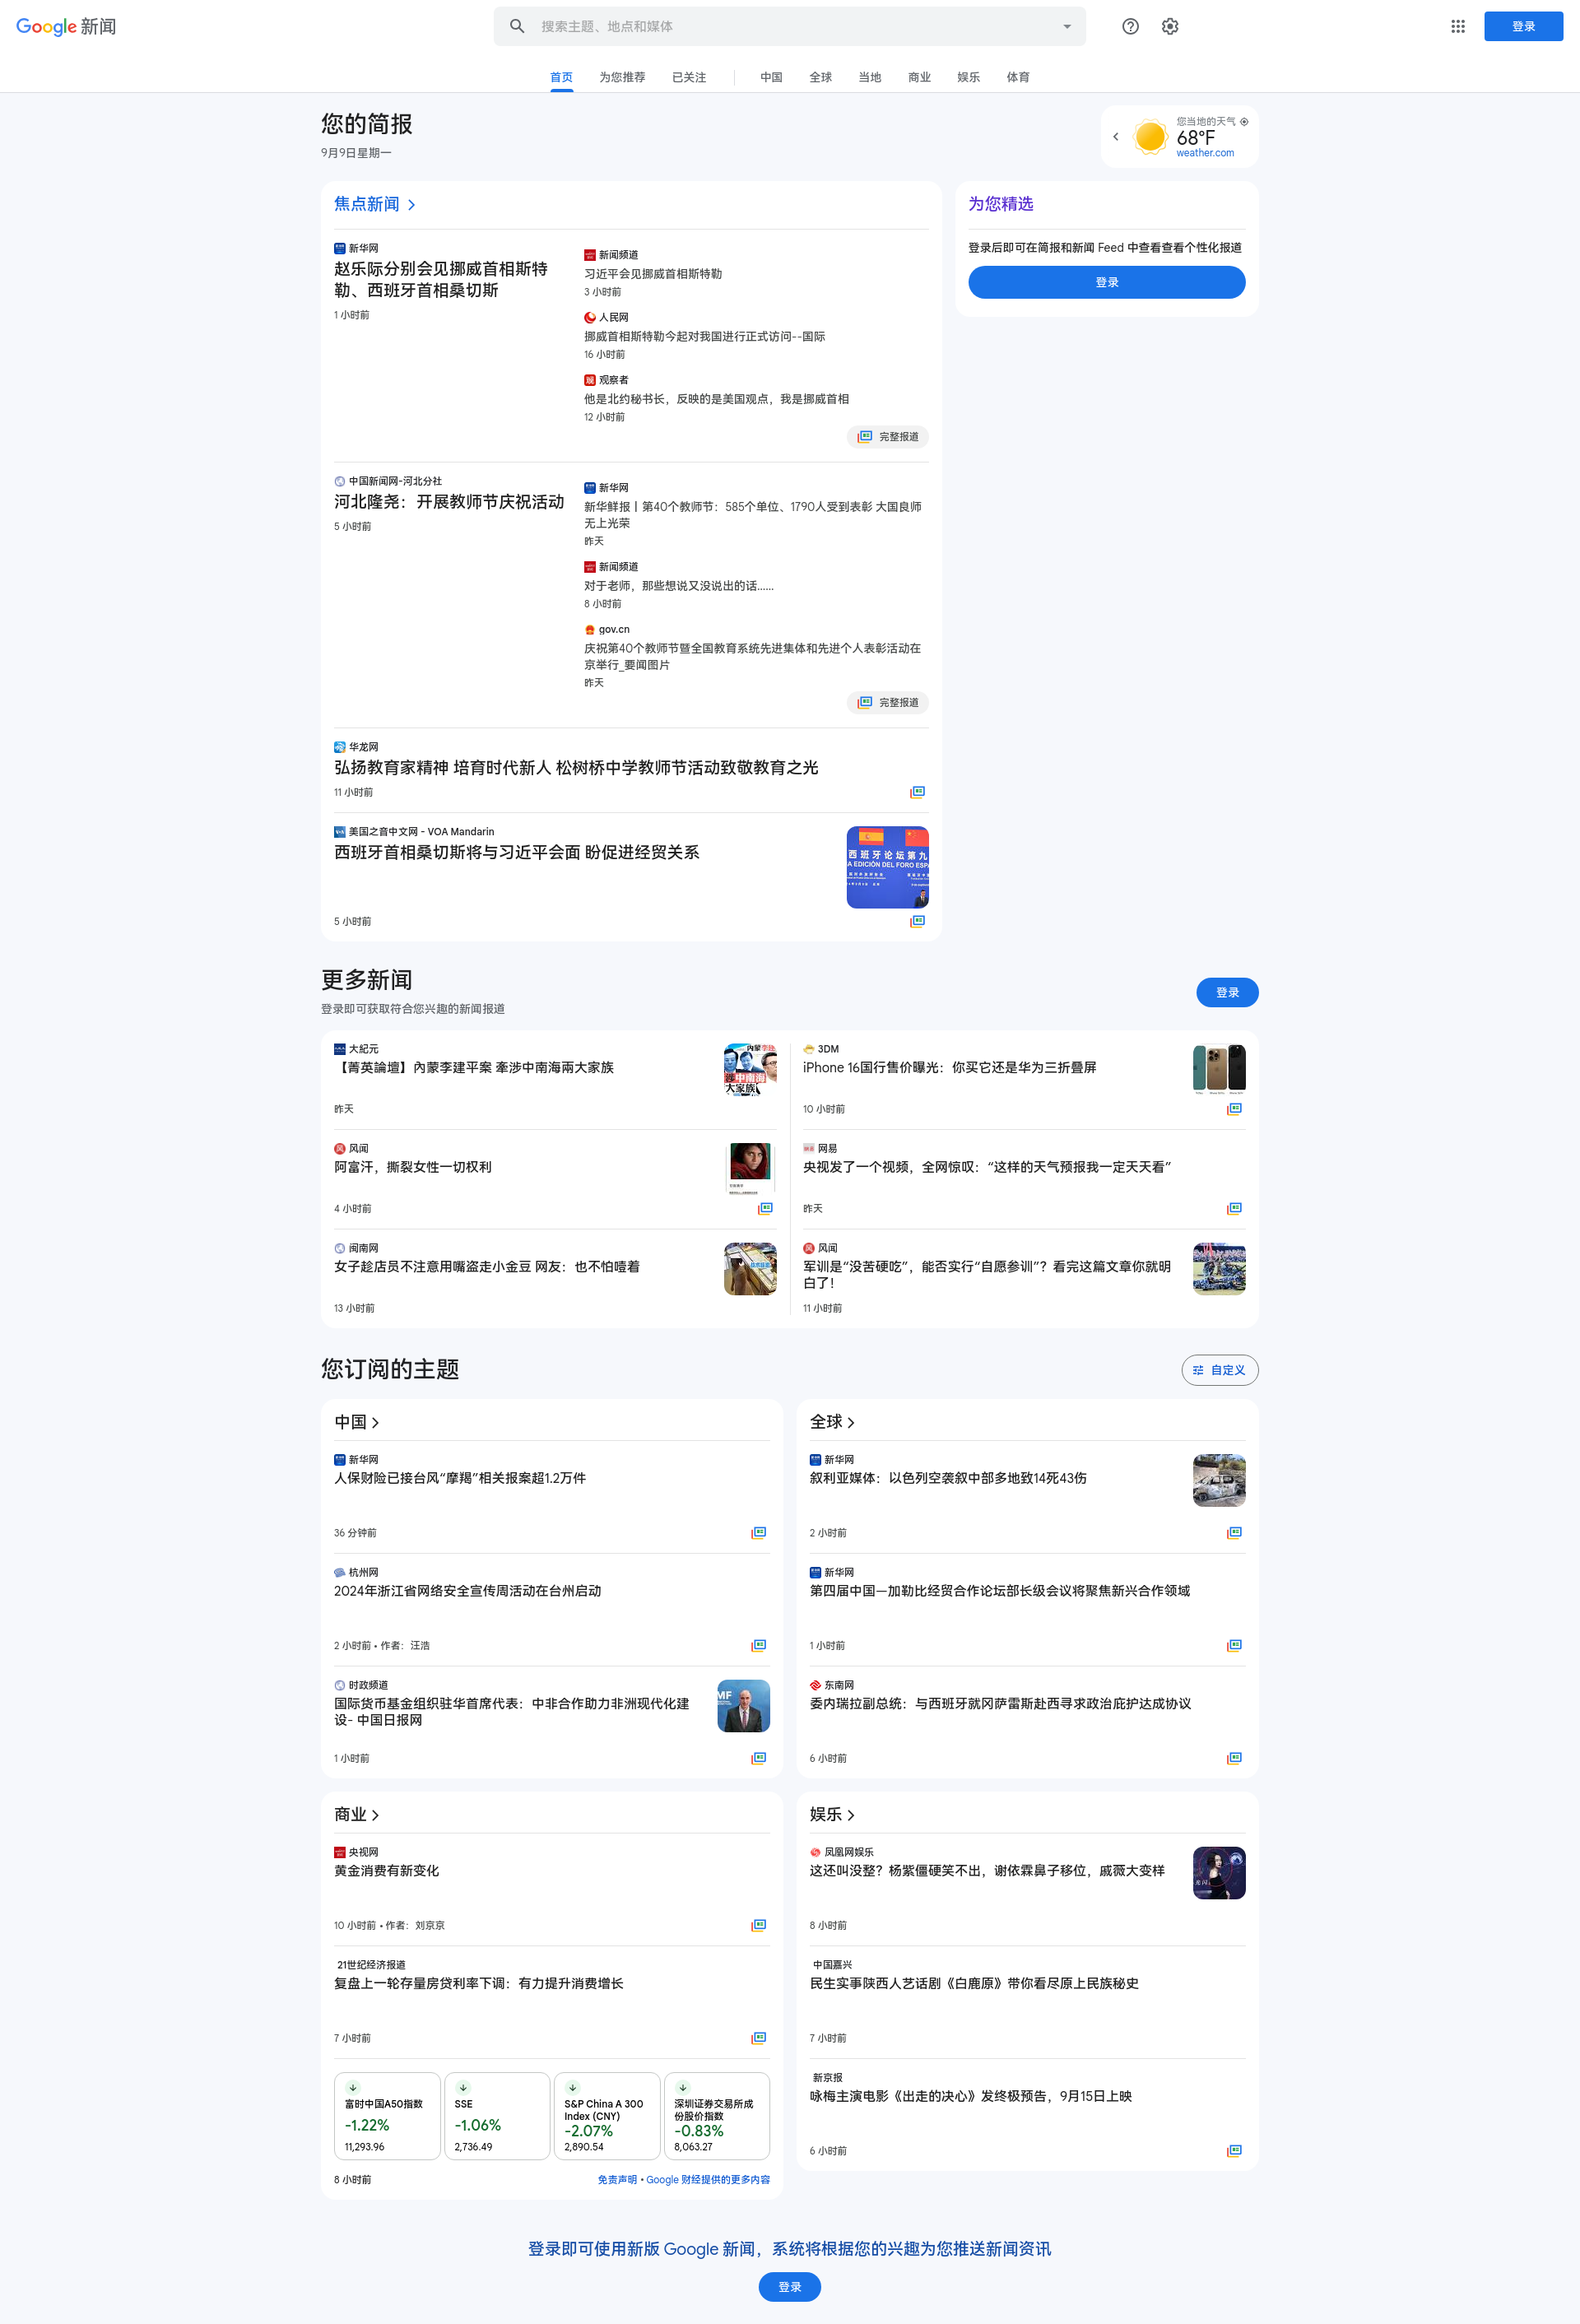 Google 新闻
搜索主题、地点和媒体
登录
首页 为您推荐 已关注 中国 全球 当地 商业 娱乐 体育
您的简报
9月9日星期一
您当地的天气
68°F
weather.com
焦点新闻
新华网
赵乐际分别会见挪威首相斯特
勒、西班牙首相桑切斯
1 小时前
新闻频道
习近平会见挪威首相斯特勒
3 小时前
人民网
挪威首相斯特勒今起对我国进行正式访问--国际
16 小时前
观察者
他是北约秘书长，反映的是美国观点，我是挪威首相
12 小时前
完整报道
中国新闻网-河北分社
河北隆尧：开展教师节庆祝活动
5 小时前
新华网
新华鲜报丨第40个教师节：585个单位、1790人受到表彰 大国良师
无上光荣
昨天
新闻频道
对于老师，那些想说又没说出的话……
8 小时前
gov.cn
庆祝第40个教师节暨全国教育系统先进集体和先进个人表彰活动在
京举行_要闻图片
昨天
完整报道
华龙网
弘扬教育家精神 培育时代新人 松树桥中学教师节活动致敬教育之光
11 小时前
美国之音中文网 - VOA Mandarin
西班牙首相桑切斯将与习近平会面 盼促进经贸关系
西班牙论坛第九
A EDICIÓN DEL FORO ESPA
5 小时前
为您精选
登录后即可在简报和新闻 Feed 中查看查看个性化报道
登录
更多新闻
登录即可获取符合您兴趣的新闻报道
登录
大紀元
【菁英論壇】內蒙李建平案 牽涉中南海兩大家族
昨天
风闻
阿富汗，撕裂女性一切权利
4 小时前
闽南网
女子趁店员不注意用嘴盗走小金豆 网友：也不怕噎着
13 小时前
3DM
iPhone 16国行售价曝光：你买它还是华为三折叠屏
10 小时前
网易
央视发了一个视频，全网惊叹：“这样的天气预报我一定天天看”
昨天
风闻
军训是“没苦硬吃”，能否实行“自愿参训”？看完这篇文章你就明
白了！
11 小时前
您订阅的主题
自定义
中国
新华网
人保财险已接台风“摩羯”相关报案超1.2万件
36 分钟前
杭州网
2024年浙江省网络安全宣传周活动在台州启动
2 小时前 • 作者：汪浩
时政频道
国际货币基金组织驻华首席代表：中非合作助力非洲现代化建
设- 中国日报网
1 小时前
全球
新华网
叙利亚媒体：以色列空袭叙中部多地致14死43伤
2 小时前
新华网
第四届中国—加勒比经贸合作论坛部长级会议将聚焦新兴合作领域
1 小时前
东南网
委内瑞拉副总统：与西班牙就冈萨雷斯赴西寻求政治庇护达成协议
6 小时前
商业
央视网
黄金消费有新变化
10 小时前 • 作者：刘京京
21世纪经济报道
复盘上一轮存量房贷利率下调：有力提升消费增长
7 小时前
富时中国A50指数
-1.22%
11,293.96
SSE
-1.06%
2,736.49
S&P China A 300
Index (CNY)
-2.07%
2,890.54
深圳证券交易所成
份股价指数
-0.83%
8,063.27
8 小时前
免责声明 • Google 财经提供的更多内容
娱乐
凤凰网娱乐
这还叫没整？杨紫僵硬笑不出，谢依霖鼻子移位，戚薇大变样
8 小时前
中国嘉兴
民生实事陕西人艺话剧《白鹿原》带你看尽原上民族秘史
7 小时前
新京报
咏梅主演电影《出走的决心》发终极预告，9月15日上映
6 小时前
登录即可使用新版 Google 新闻，系统将根据您的兴趣为您推送新闻资讯
登录